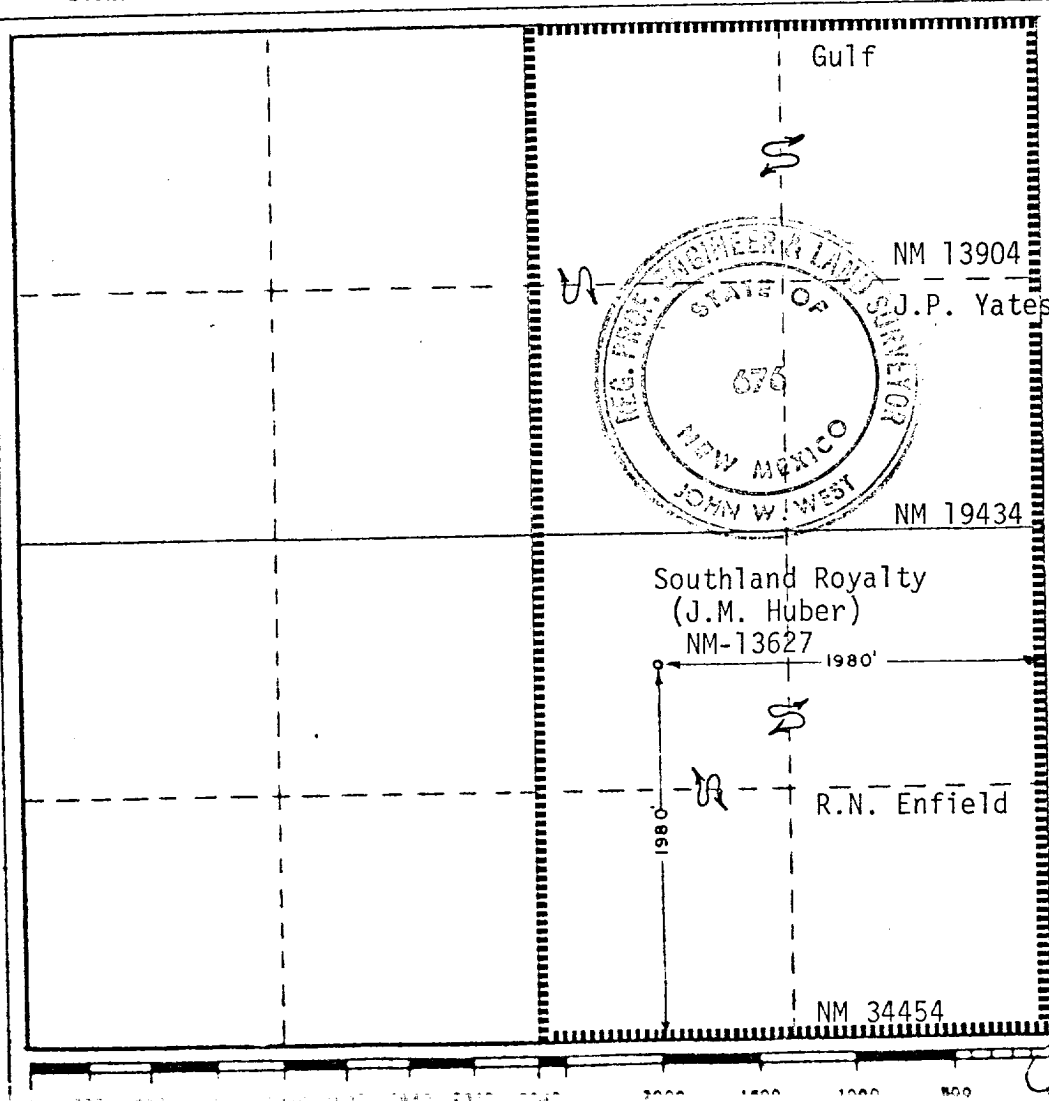 Gulf
REG. PROF. ENGINEER & LAND SURVEYOR
STATE OF
676
NEW MEXICO
JOHN W. WEST
NM 13904
J.P. Yates
NM 19434
Southland Royalty
(J.M. Huber)
NM-13627
1980'
1980'
R.N. Enfield
NM 34454
2000 1500 1000 500